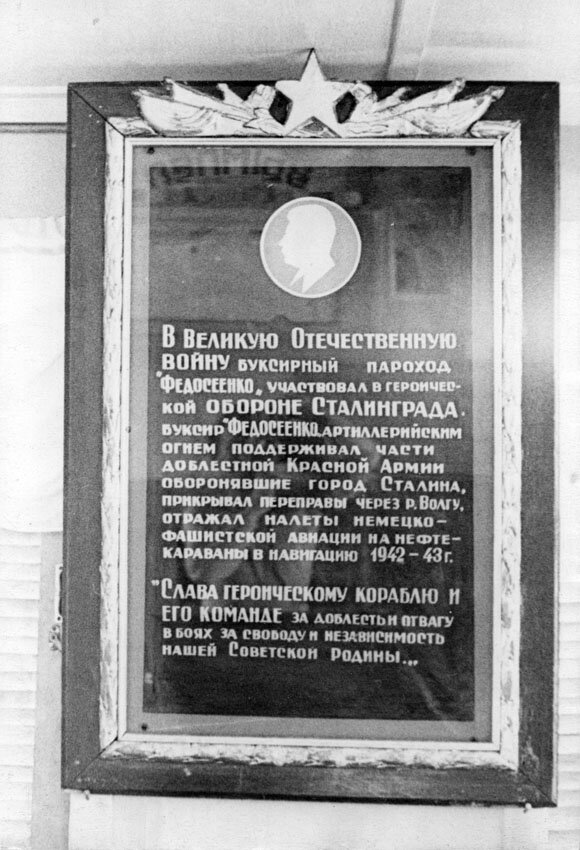 В Великую Отечественную
войну буксирный пароход
"Федосеенко„ участвовал в героичес-
кой обороне Сталинграда.
Буксир "Федосеенко„ артиллерийским
огнем поддерживал части
доблестной Красной Армии
оборонявшие город Сталина,
прикрывал переправы через р. Волгу,
отражал налеты немецко-
фашистской авиации на нефте-
караваны в навигацию 1942 – 43 г.
"Слава героическому кораблю и
его команде за доблесть и отвагу
в боях за свободу и независимость
нашей Советской Родины..„